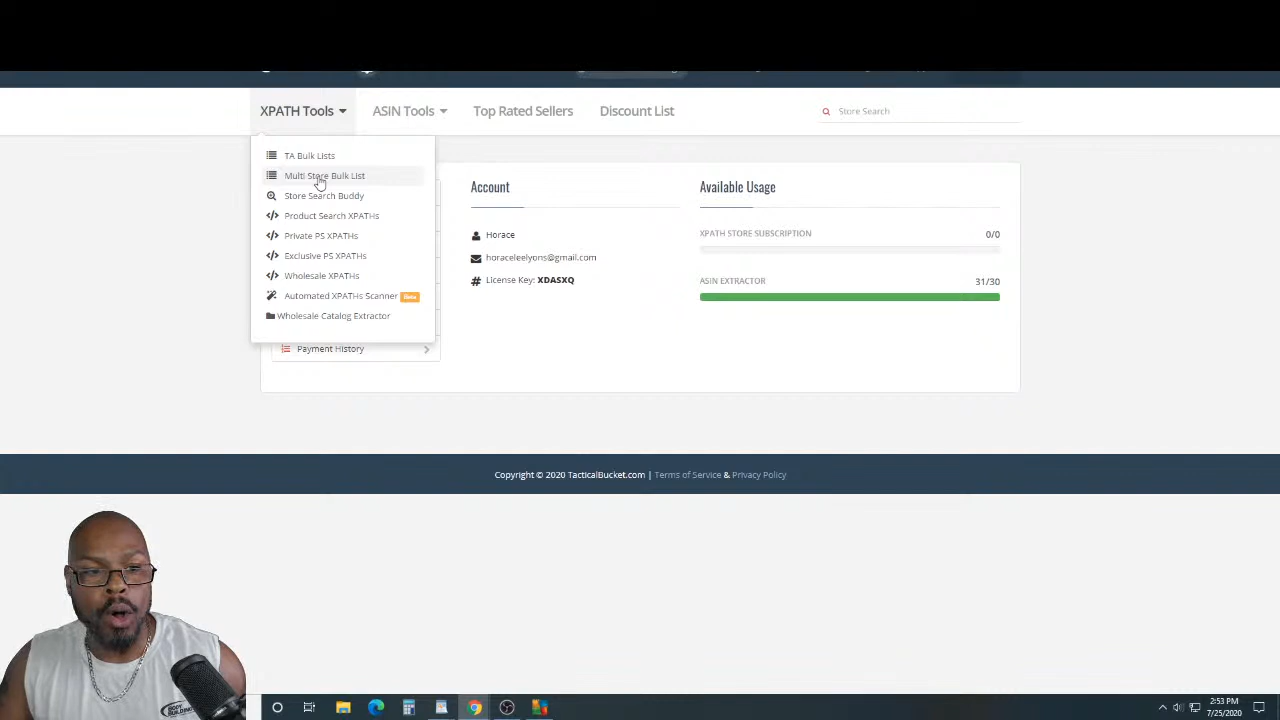 XPATH Tools
ASIN Tools
Top Rated Sellers
Discount List
Store Search
TA Bulk Lists
Multi Store Bulk List
Store Search Buddy
Product Search XPATHs
Private PS XPATHs
Exclusive PS XPATHs
Wholesale XPATHs
Automated XPATHs Scanner Beta
Wholesale Catalog Extractor
Payment History
Account
Horace
horaceleelyons@gmail.com
License Key: XDASXQ
Available Usage
XPATH STORE SUBSCRIPTION 0/0
ASIN EXTRACTOR 31/30
Copyright © 2020 TacticalBucket.com | Terms of Service & Privacy Policy
2:53 PM
7/25/2020